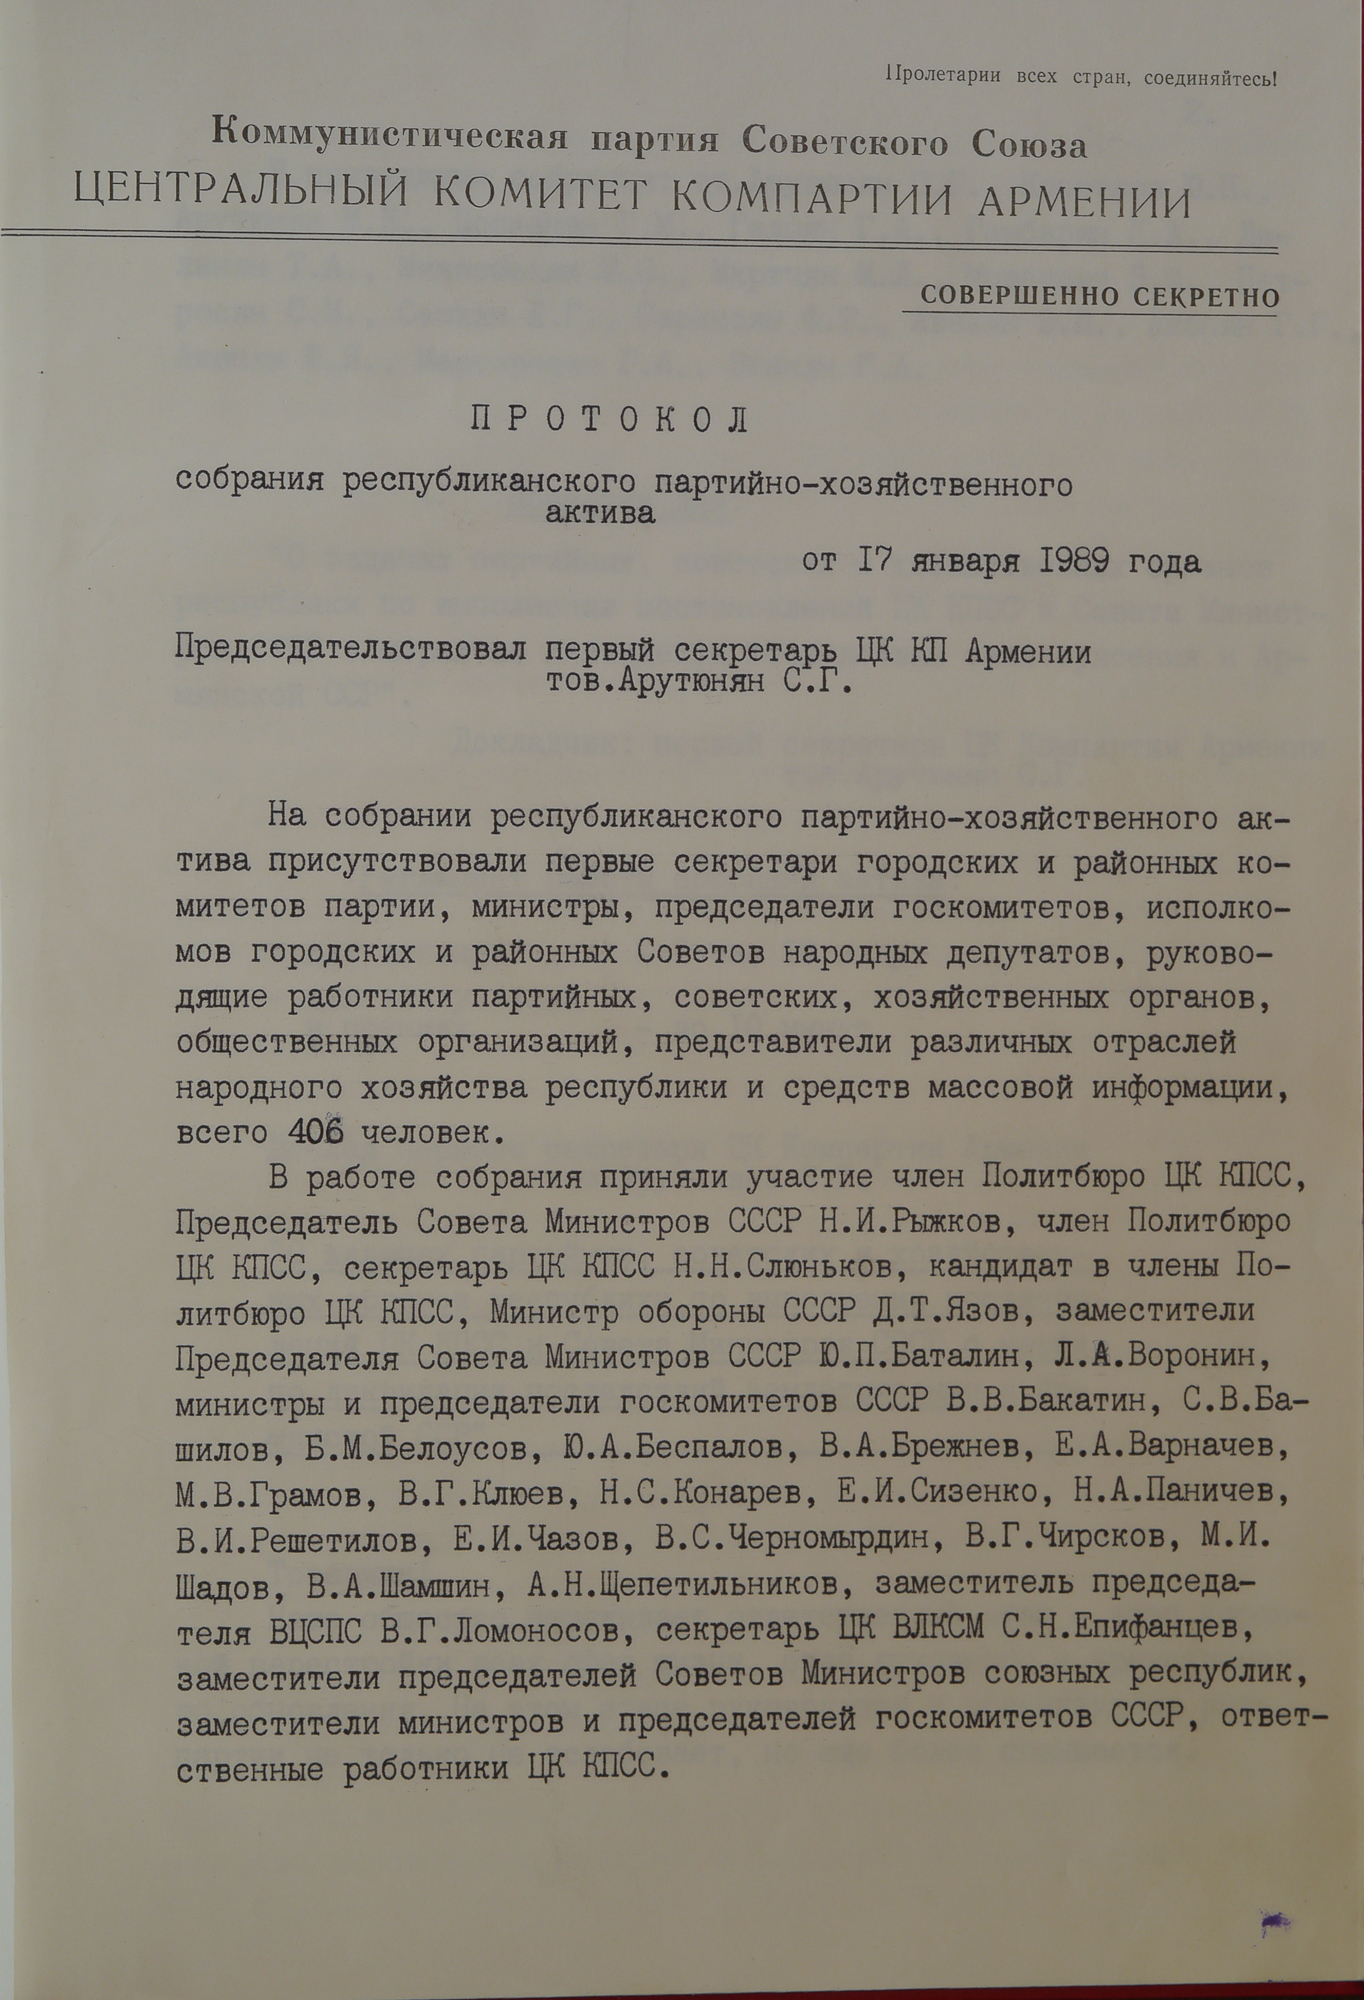 Пролетарии всех стран, соединяйтесь!
Коммунистическая партия Советского Союза
ЦЕНТРАЛЬНЫЙ КОМИТЕТ КОМПАРТИИ АРМЕНИИ
СОВЕРШЕННО СЕКРЕТНО
П Р О Т О К О Л
собрания республиканского партийно-хозяйственного
актива
от 17 января 1989 года
Председательствовал первый секретарь ЦК КП Армении
тов.Арутюнян С.Г.
На собрании республиканского партийно-хозяйственного ак-
тива присутствовали первые секретари городских и районных ко-
митетов партии, министры, председатели госкомитетов, исполко-
мов городских и районных Советов народных депутатов, руково-
дящие работники партийных, советских, хозяйственных органов,
общественных организаций, представители различных отраслей
народного хозяйства республики и средств массовой информации,
всего 406 человек.
В работе собрания приняли участие член Политбюро ЦК КПСС,
Председатель Совета Министров СССР Н.И.Рыжков, член Политбюро
ЦК КПСС, секретарь ЦК КПСС Н.Н.Слюньков, кандидат в члены По-
литбюро ЦК КПСС, Министр обороны СССР Д.Т.Язов, заместители
Председателя Совета Министров СССР Ю.П.Баталин, Л.А.Воронин,
министры и председатели госкомитетов СССР В.В.Бакатин, С.В.Ба-
шилов, Б.М.Белоусов, Ю.А.Беспалов, В.А.Брежнев, Е.А.Варначев,
М.В.Грамов, В.Г.Клюев, Н.С.Конарев, Е.И.Сизенко, Н.А.Паничев,
В.И.Решетилов, Е.И.Чазов, В.С.Черномырдин, В.Г.Чирсков, М.И.
Шадов, В.А.Шамшин, А.Н.Щепетильников, заместитель председа-
теля ВЦСПС В.Г.Ломоносов, секретарь ЦК ВЛКСМ С.Н.Епифанцев,
заместители председателей Советов Министров союзных республик,
заместители министров и председателей госкомитетов СССР, ответ-
ственные работники ЦК КПСС.